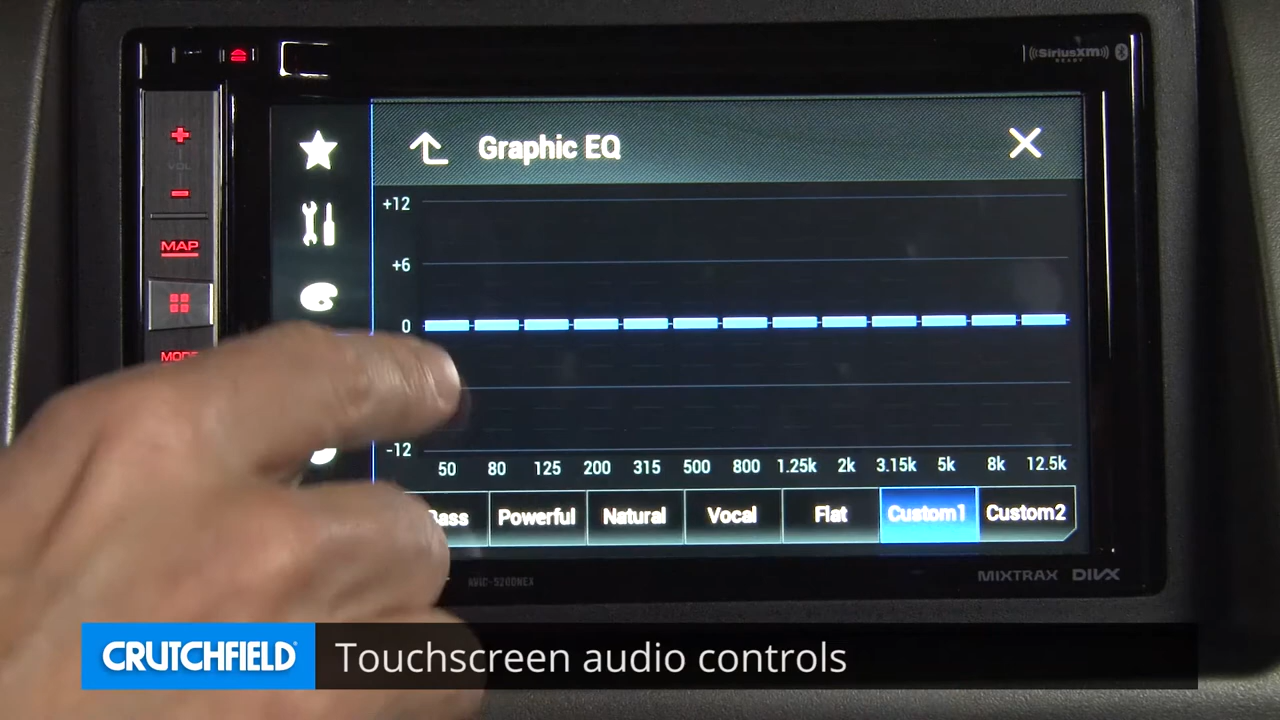 SiriusXM
READY
VOL
MAP
MODE
Graphic EQ
+12
+6
0
-12
50 80 125 200 315 500 800 1.25k 2k 3.15k 5k 8k 12.5k
Bass Powerful Natural Vocal Flat Custom1 Custom2
AVIC-5200NEX
MIXTRAX DIVX
CRUTCHFIELD
Touchscreen audio controls